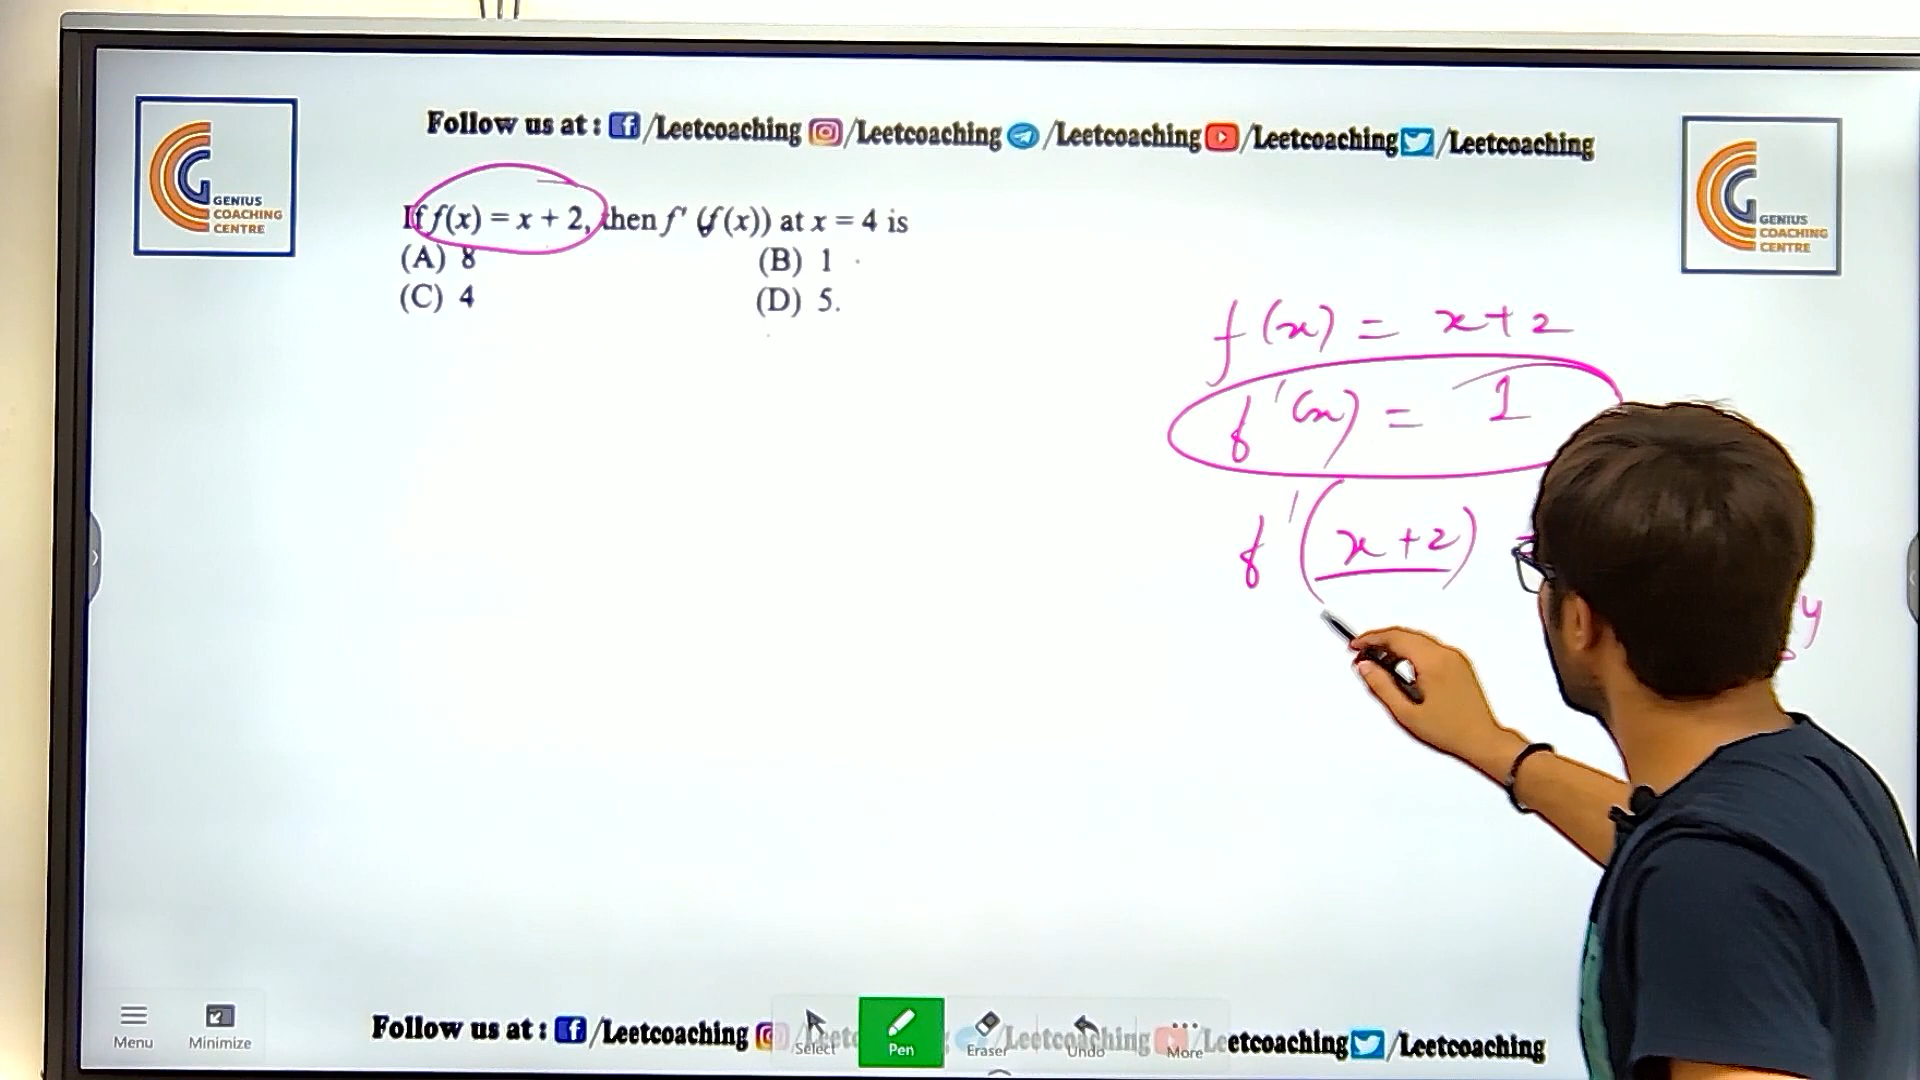 Follow us at : /Leetcoaching /Leetcoaching /Leetcoaching /Leetcoaching /Leetcoaching
GENIUS
COACHING
CENTRE
GENIUS
COACHING
CENTRE
If f(x) = x + 2, then f' (f(x)) at x = 4 is
(A) 8 (B) 1
(C) 4 (D) 5.
f(x) = x+2
f'(x) = 1
f'(x+2)
y
Menu Minimize Select Pen Eraser Undo More
Follow us at : /Leetcoaching /Leetcoaching etcoaching /Leetcoaching